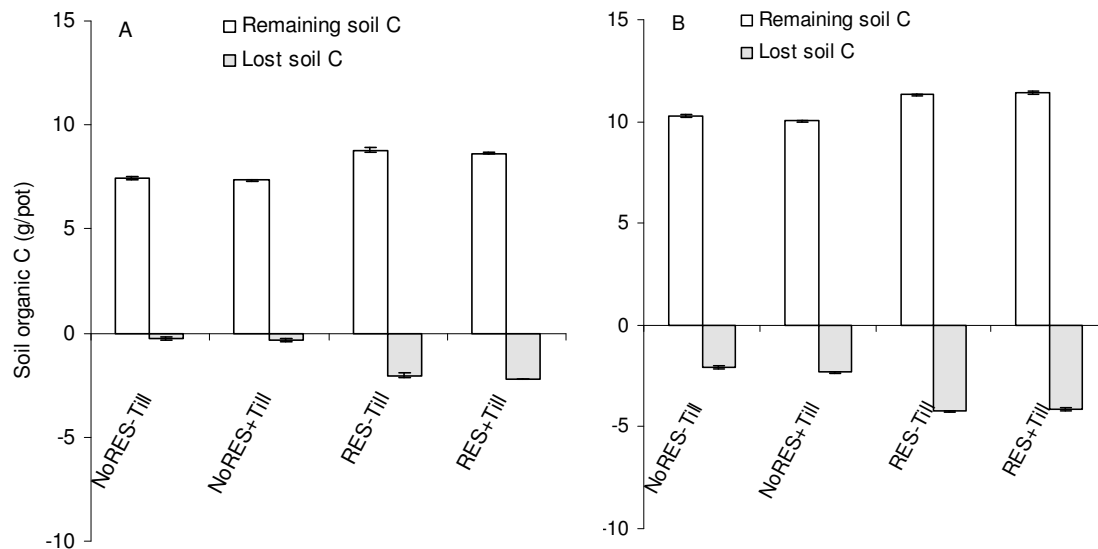 A
Remaining soil C
Lost soil C
15
10
5
0
-5
-10
Soil organic C (g/pot)
NoRES-Till
NoRES+Till
RES-Till
RES+Till
B
Remaining soil C
Lost soil C
15
10
5
0
-5
-10
NoRES-Till
NoRES+Till
RES-Till
RES+Till